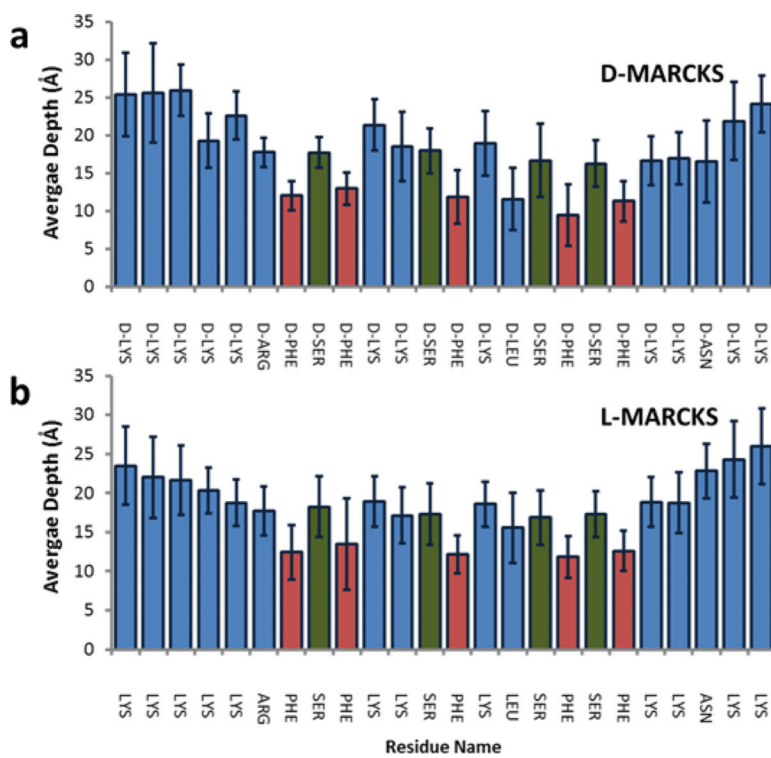 a
D-MARCKS
Avergae Depth (Å)
35
30
25
20
15
10
5
0
D-LYS D-LYS D-LYS D-LYS D-LYS D-ARG D-PHE D-SER D-PHE D-LYS D-LYS D-SER D-PHE D-LYS D-LEU D-SER D-PHE D-SER D-PHE D-LYS D-LYS D-ASN D-LYS D-LYS
b
L-MARCKS
Avergae Depth (Å)
35
30
25
20
15
10
5
0
LYS LYS LYS LYS LYS ARG PHE SER PHE LYS LYS SER PHE LYS LEU SER PHE SER PHE LYS LYS ASN LYS LYS
Residue Name